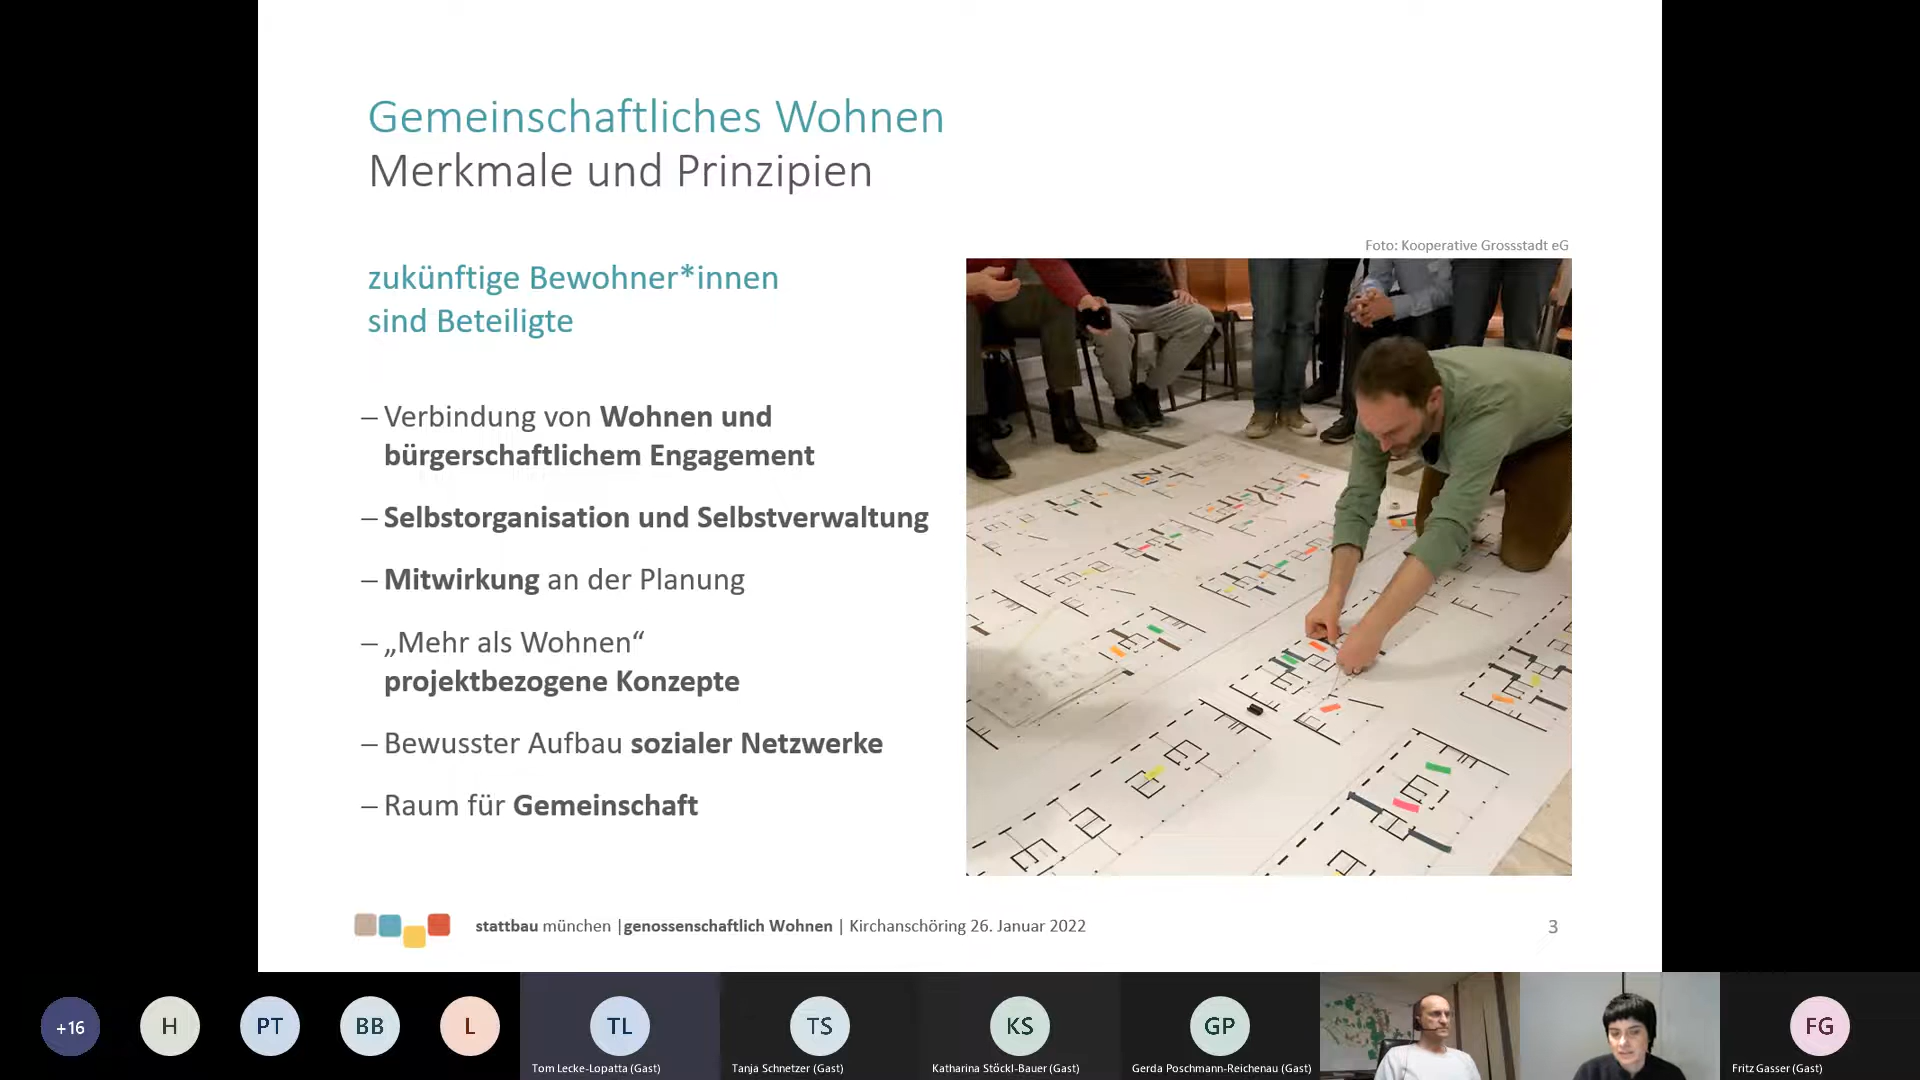 Gemeinschaftliches Wohnen
Merkmale und Prinzipien
Foto: Kooperative Grossstadt eG
zukünftige Bewohner*innen
sind Beteiligte
– Verbindung von Wohnen und
bürgerschaftlichem Engagement
– Selbstorganisation und Selbstverwaltung
– Mitwirkung an der Planung
– „Mehr als Wohnen“
projektbezogene Konzepte
– Bewusster Aufbau sozialer Netzwerke
– Raum für Gemeinschaft
stattbau münchen |genossenschaftlich Wohnen | Kirchanschöring 26. Januar 2022
3
+16
H
PT
BB
L
TL
Tom Lecke-Lopatta (Gast)
TS
Tanja Schnetzer (Gast)
KS
Katharina Stöckl-Bauer (Gast)
GP
Gerda Poschmann-Reichenau (Gast)
FG
Fritz Gasser (Gast)